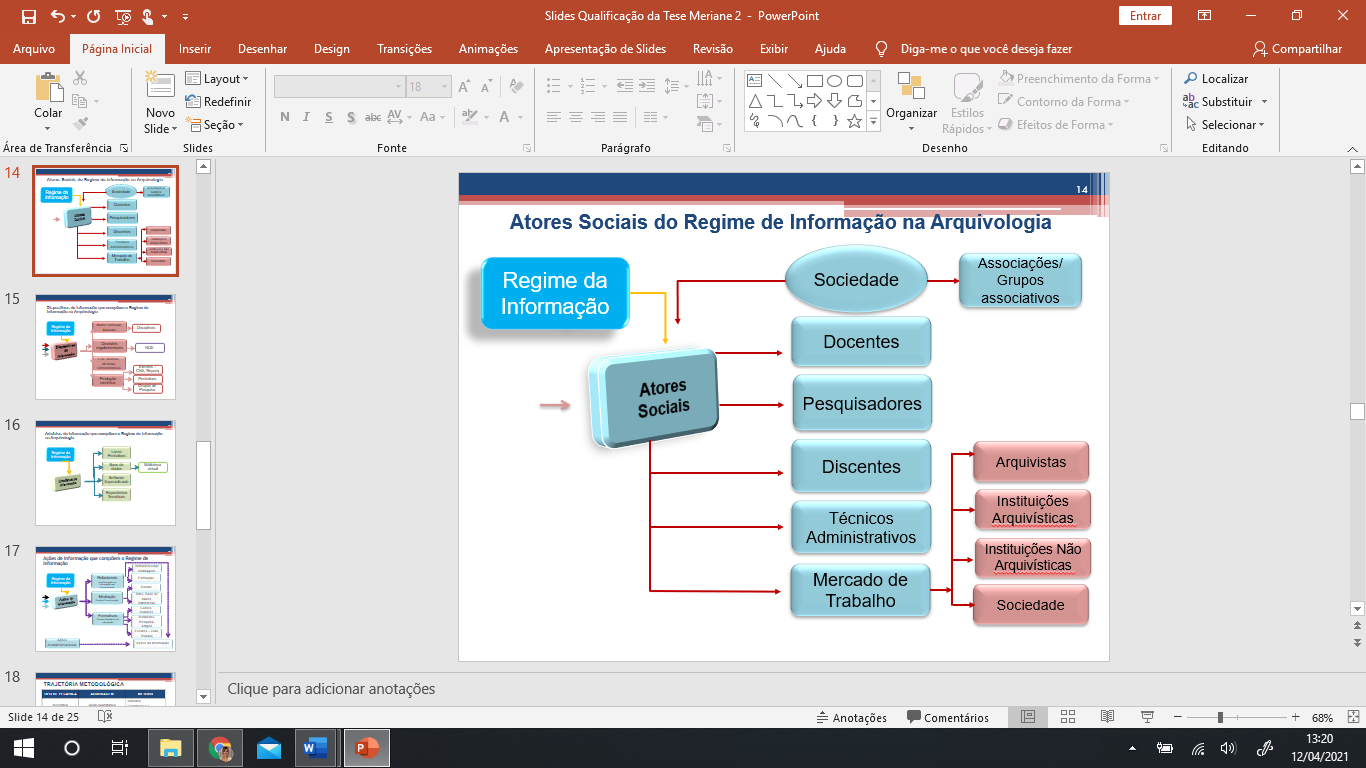 Slides Qualificação da Tese Meriane 2 - PowerPoint
Entrar
Arquivo
Página Inicial
Inserir
Desenhar
Design
Transições
Animações
Apresentação de Slides
Revisão
Exibir
Ajuda
Diga-me o que você deseja fazer
Compartilhar
Colar
Área de Transferência
Novo
Slide
Layout
Redefinir
Seção
Slides
18
N I S S abc AV Aa A
Fonte
Parágrafo
Organizar
Estilos
Rápidos
Preenchimento da Forma
Contorno da Forma
Efeitos de Forma
Desenho
Localizar
Substituir
Selecionar
Editando
14
15
16
17
18
TRAJETÓRIA METODOLÓGICA
14
Atores Sociais do Regime de Informação na Arquivologia
Regime da
Informação
Sociedade
Associações/
Grupos
associativos
Atores
Sociais
Docentes
Pesquisadores
Discentes
Técnicos
Administrativos
Mercado de
Trabalho
Arquivistas
Instituições
Arquivísticas
Instituições Não
Arquivísticas
Sociedade
Clique para adicionar anotações
Slide 14 de 25
Anotações
Comentários
68%
13:20
12/04/2021